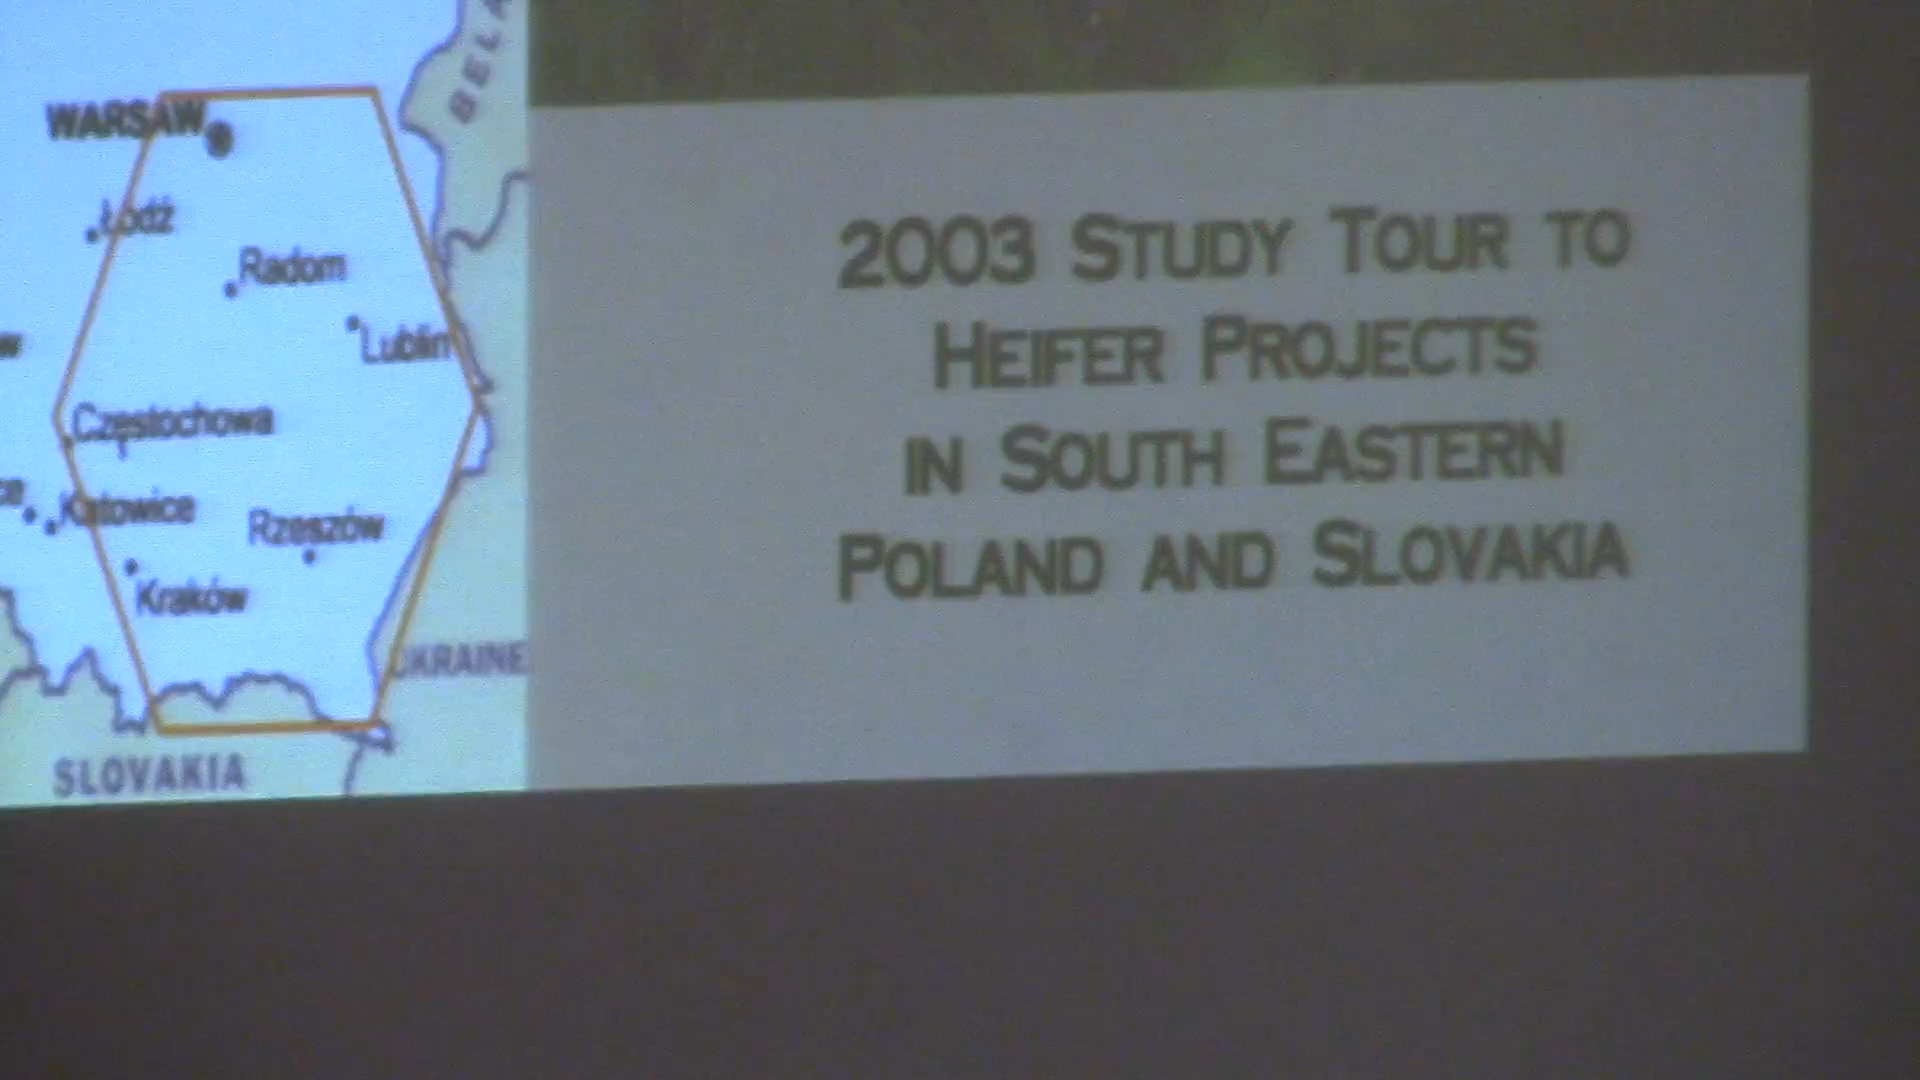 BELA
WARSAW
Łódź
Radom
Lublin
Częstochowa
Katowice
Rzeszów
Kraków
UKRAINE
SLOVAKIA
2003 STUDY TOUR TO
HEIFER PROJECTS
IN SOUTH EASTERN
POLAND AND SLOVAKIA